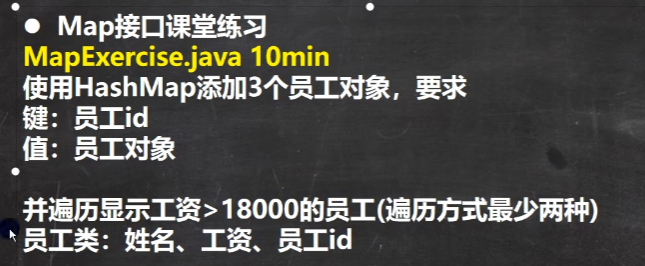 ● Map接口课堂练习
MapExercise.java 10min
使用HashMap添加3个员工对象，要求
键：员工id
值：员工对象
并遍历显示工资>18000的员工(遍历方式最少两种)
员工类：姓名、工资、员工id